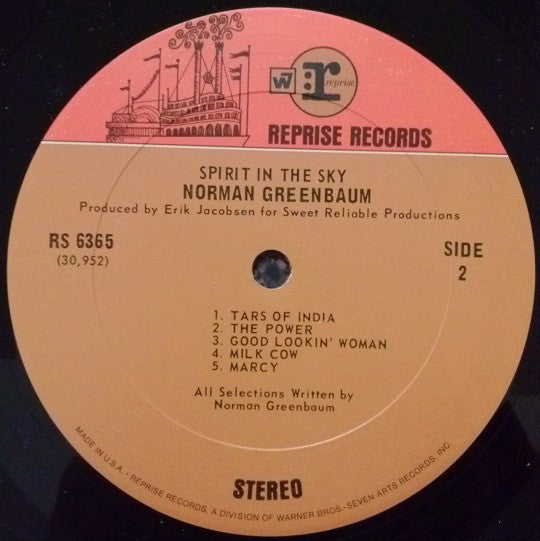 W7 r: reprise
REPRISE RECORDS
SPIRIT IN THE SKY
NORMAN GREENBAUM
Produced by Erik Jacobsen for Sweet Reliable Productions
RS 6365
(30,952)
SIDE
2
1. TARS OF INDIA
2. THE POWER
3. GOOD LOOKIN' WOMAN
4. MILK COW
5. MARCY
All Selections Written by
Norman Greenbaum
STEREO
MADE IN U.S.A. - REPRISE RECORDS, A DIVISION OF WARNER BROS.-SEVEN ARTS RECORDS, INC.